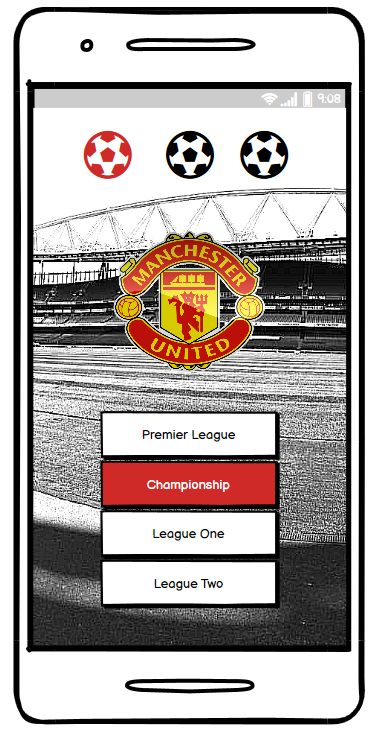 9:08
MANCHESTER
UNITED
Premier League
Championship
League One
League Two